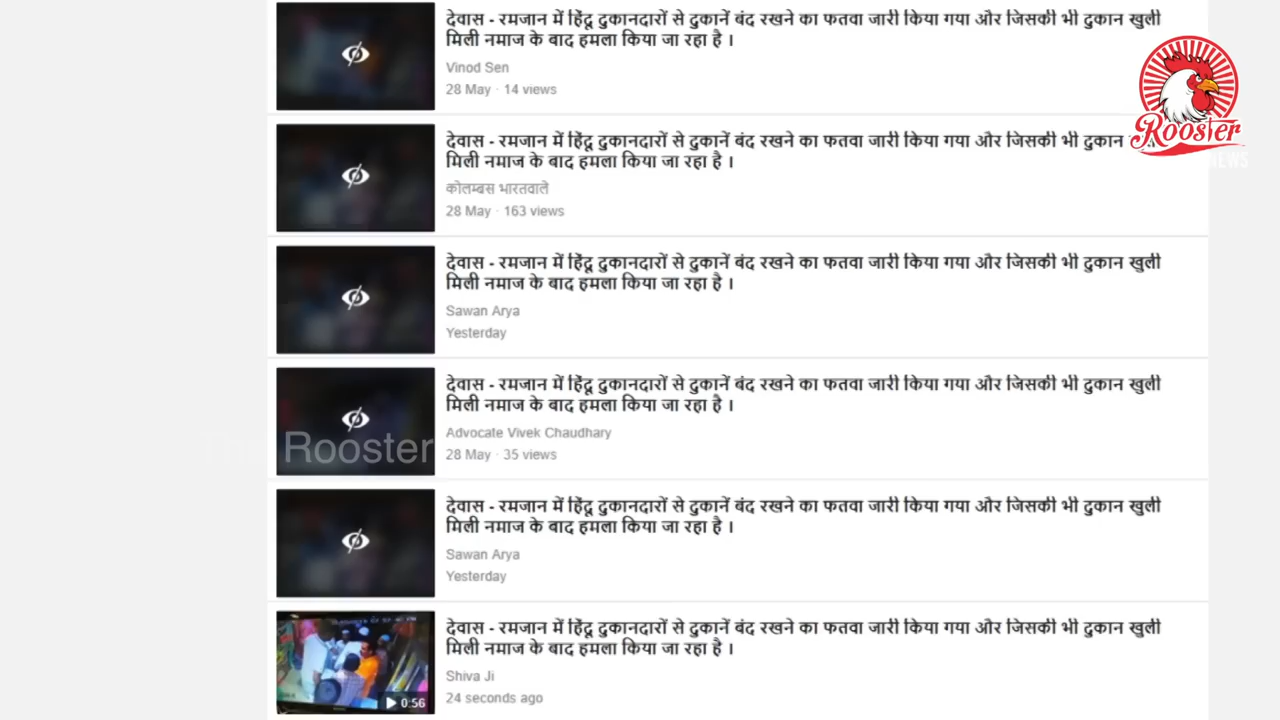 देवास - रमजान में हिंदू दुकानदारों से दुकानें बंद रखने का फतवा जारी किया गया और जिसकी भी दुकान खुली
मिली नमाज के बाद हमला किया जा रहा है ।
Vinod Sen
28 May · 14 views
Rooster
NEWS
देवास - रमजान में हिंदू दुकानदारों से दुकानें बंद रखने का फतवा जारी किया गया और जिसकी भी दुकान
मिली नमाज के बाद हमला किया जा रहा है ।
कोलम्बस भारतवाले
28 May · 163 views
देवास - रमजान में हिंदू दुकानदारों से दुकानें बंद रखने का फतवा जारी किया गया और जिसकी भी दुकान खुली
मिली नमाज के बाद हमला किया जा रहा है ।
Sawan Arya
Yesterday
देवास - रमजान में हिंदू दुकानदारों से दुकानें बंद रखने का फतवा जारी किया गया और जिसकी भी दुकान खुली
मिली नमाज के बाद हमला किया जा रहा है ।
Advocate Vivek Chaudhary
28 May · 35 views
The Rooster
देवास - रमजान में हिंदू दुकानदारों से दुकानें बंद रखने का फतवा जारी किया गया और जिसकी भी दुकान खुली
मिली नमाज के बाद हमला किया जा रहा है ।
Sawan Arya
Yesterday
देवास - रमजान में हिंदू दुकानदारों से दुकानें बंद रखने का फतवा जारी किया गया और जिसकी भी दुकान खुली
मिली नमाज के बाद हमला किया जा रहा है ।
Shiva Ji
24 seconds ago
0:56